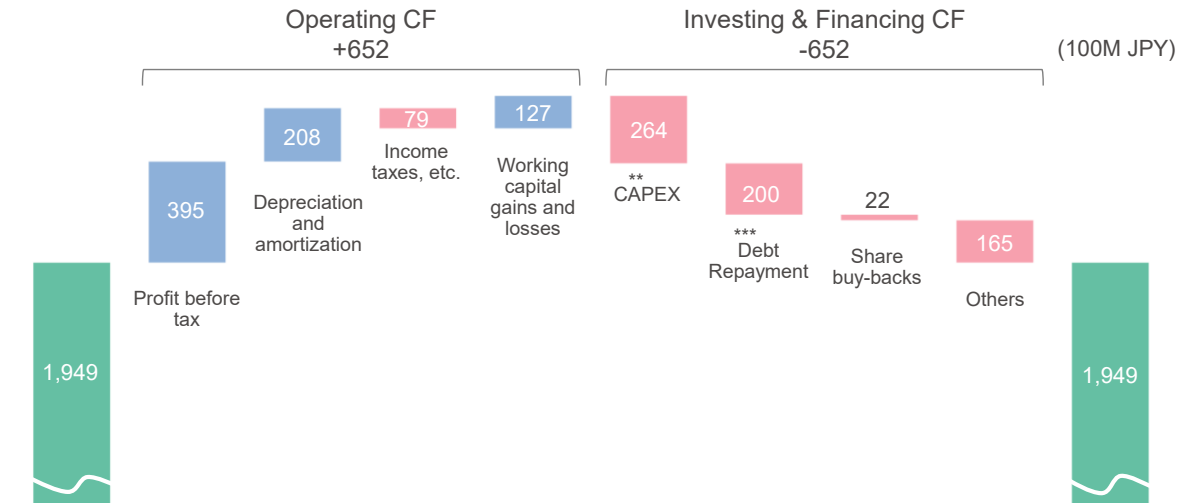 Operating CF
+652
Investing & Financing CF
-652
(100M JPY)
1,949
395
Profit before
tax
208
Depreciation
and
amortization
79
Income
taxes, etc.
127
Working
capital
gains and
losses
264
**
CAPEX
200
***
Debt
Repayment
22
Share
buy-backs
165
Others
1,949